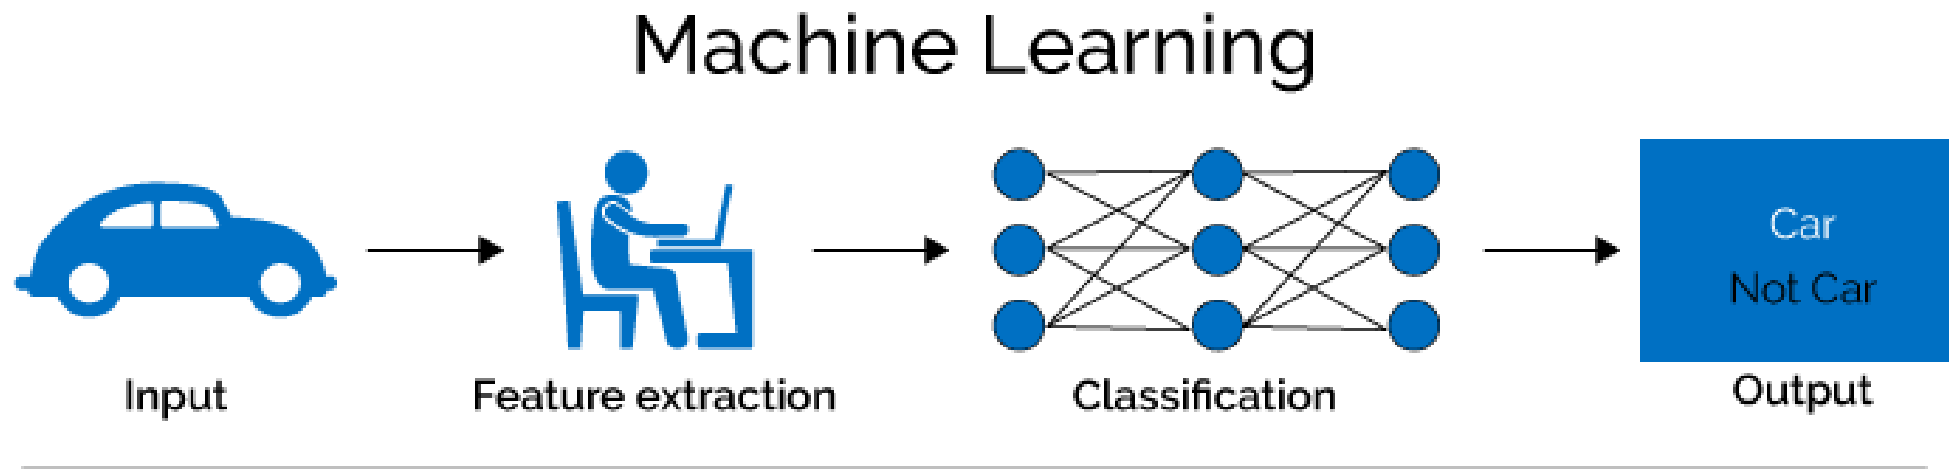 Machine Learning
Car
Not Car
Input
Feature extraction
Classification
Output